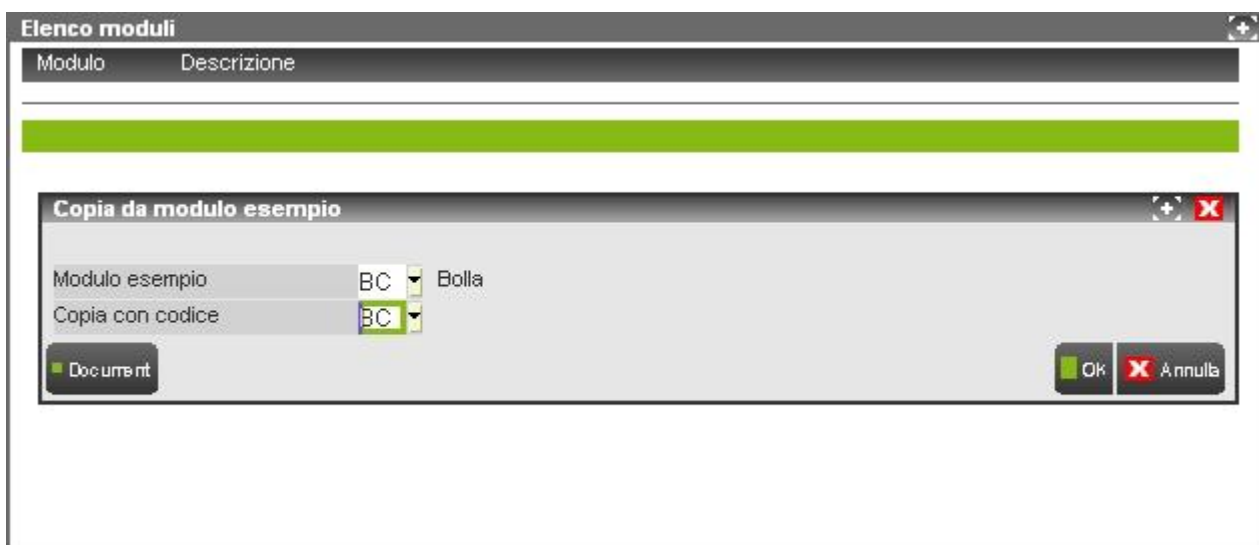 Elenco moduli
Modulo Descrizione
Copia da modulo esempio
Modulo esempio BC Bolla
Copia con codice BC
Document Ok Annulla